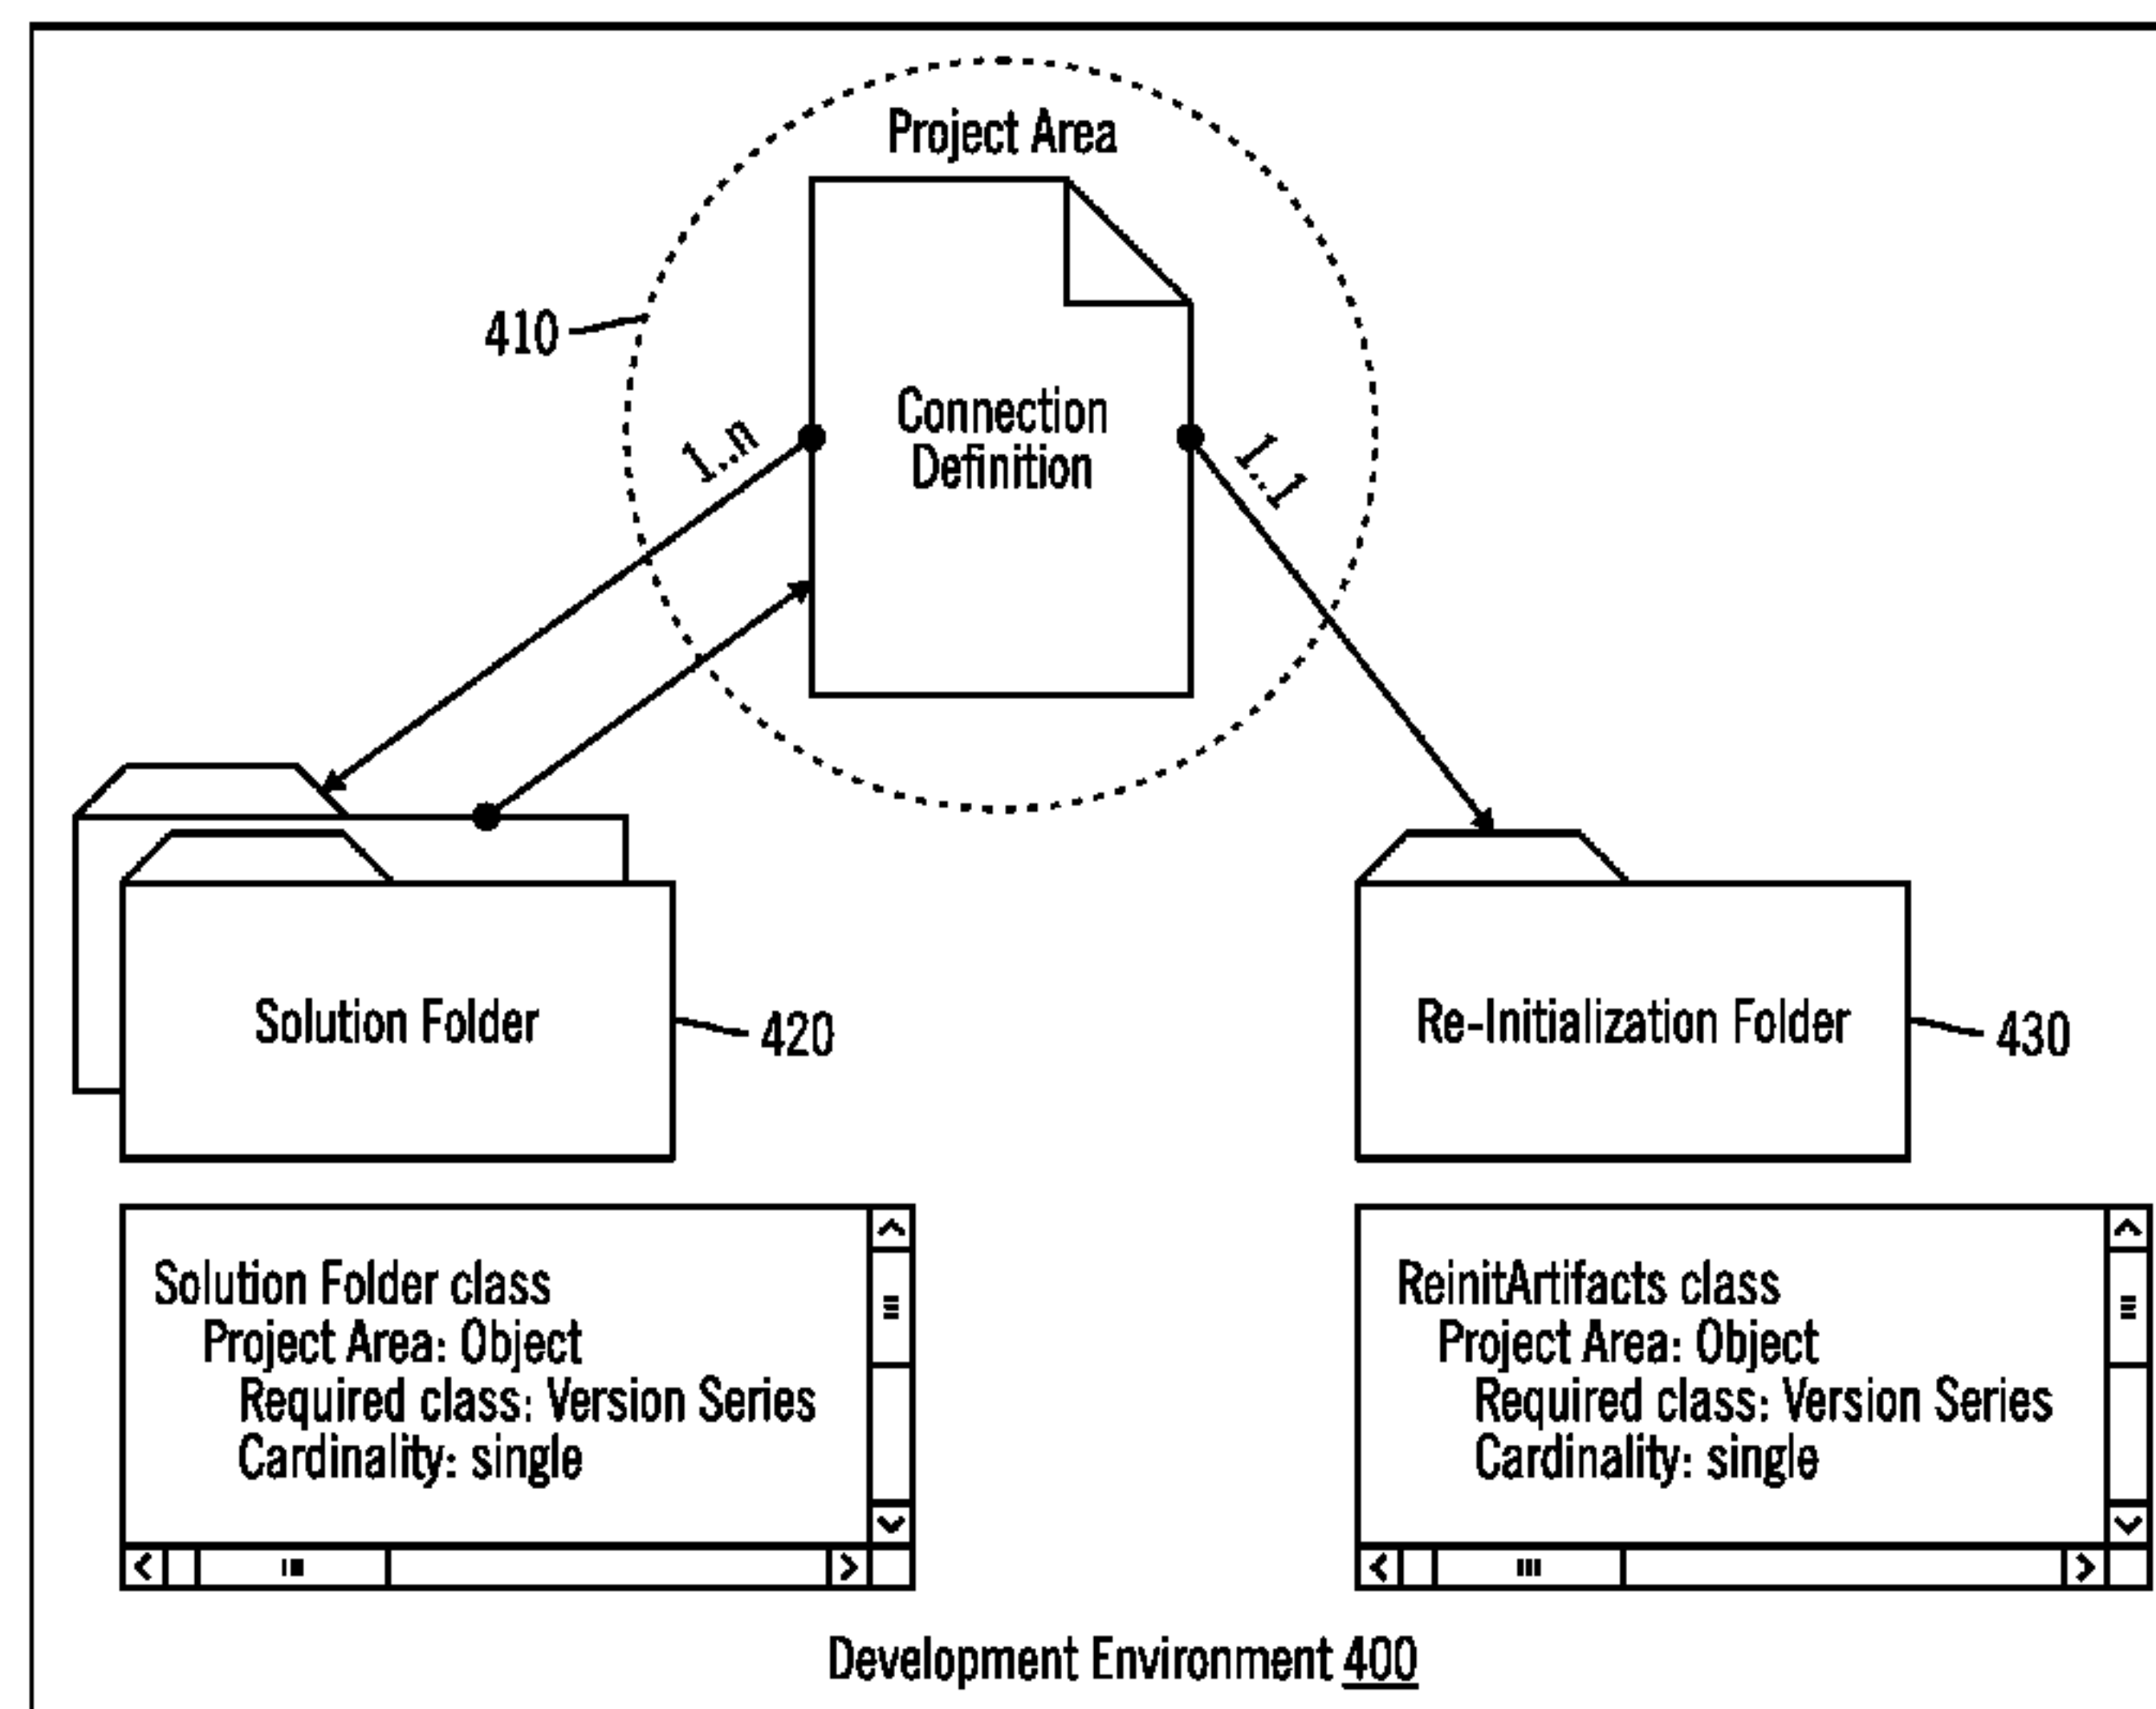 Project Area
410
Connection
Definition
1..n
1..1
Solution Folder
420
Re-Initialization Folder
430
Solution Folder class
Project Area: Object
Required class: Version Series
Cardinality: single
ReinitArtifacts class
Project Area: Object
Required class: Version Series
Cardinality: single
Development Environment 400